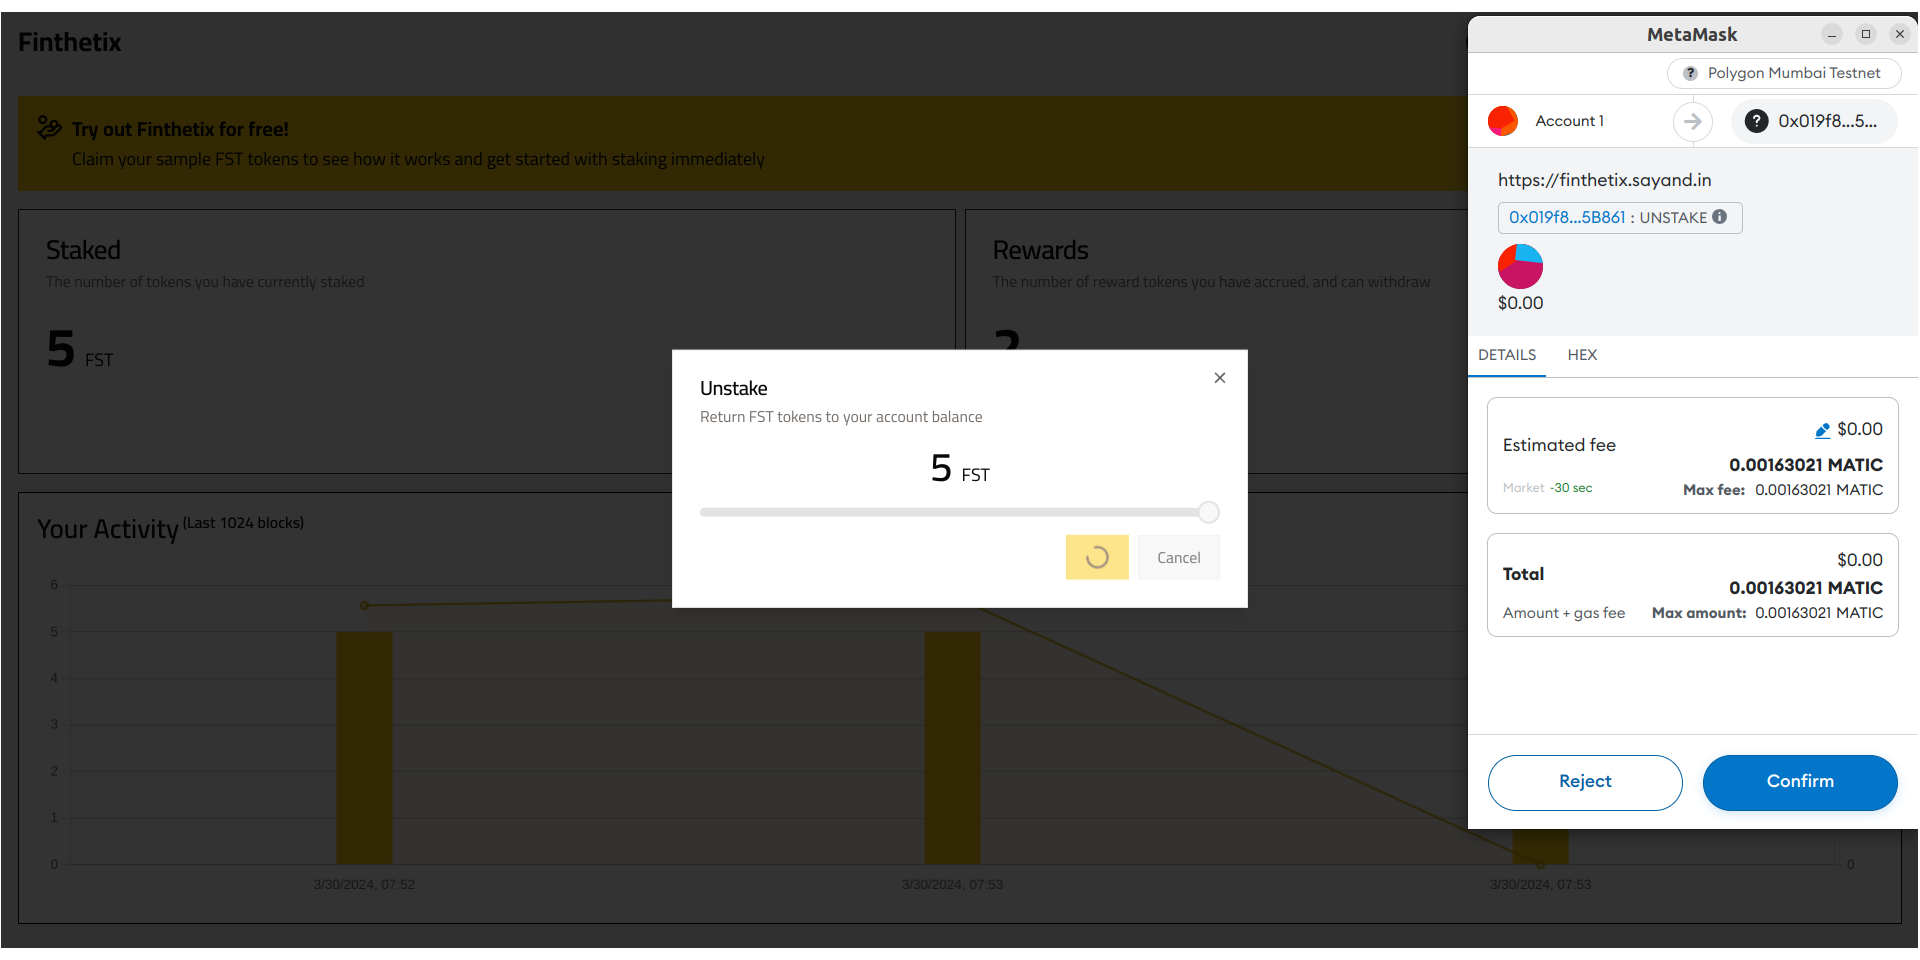 Finthetix
Try out Finthetix for free!
Claim your sample FST tokens to see how it works and get started with staking immediately
Staked
The number of tokens you have currently staked
5 FST
Rewards
The number of reward tokens you have accrued, and can withdraw
Your Activity (Last 1024 blocks)
6
5
4
3
2
1
0
0
3/30/2024, 07:52
3/30/2024, 07:53
3/30/2024, 07:53
Unstake
Return FST tokens to your account balance
5 FST
Cancel
MetaMask
Polygon Mumbai Testnet
Account 1
0x019f8...5...
https://finthetix.sayand.in
0x019f8...5B861 : UNSTAKE
$0.00
DETAILS HEX
$0.00
Estimated fee
0.00163021 MATIC
Market ~30 sec
Max fee: 0.00163021 MATIC
$0.00
Total
0.00163021 MATIC
Amount + gas fee
Max amount: 0.00163021 MATIC
Reject
Confirm